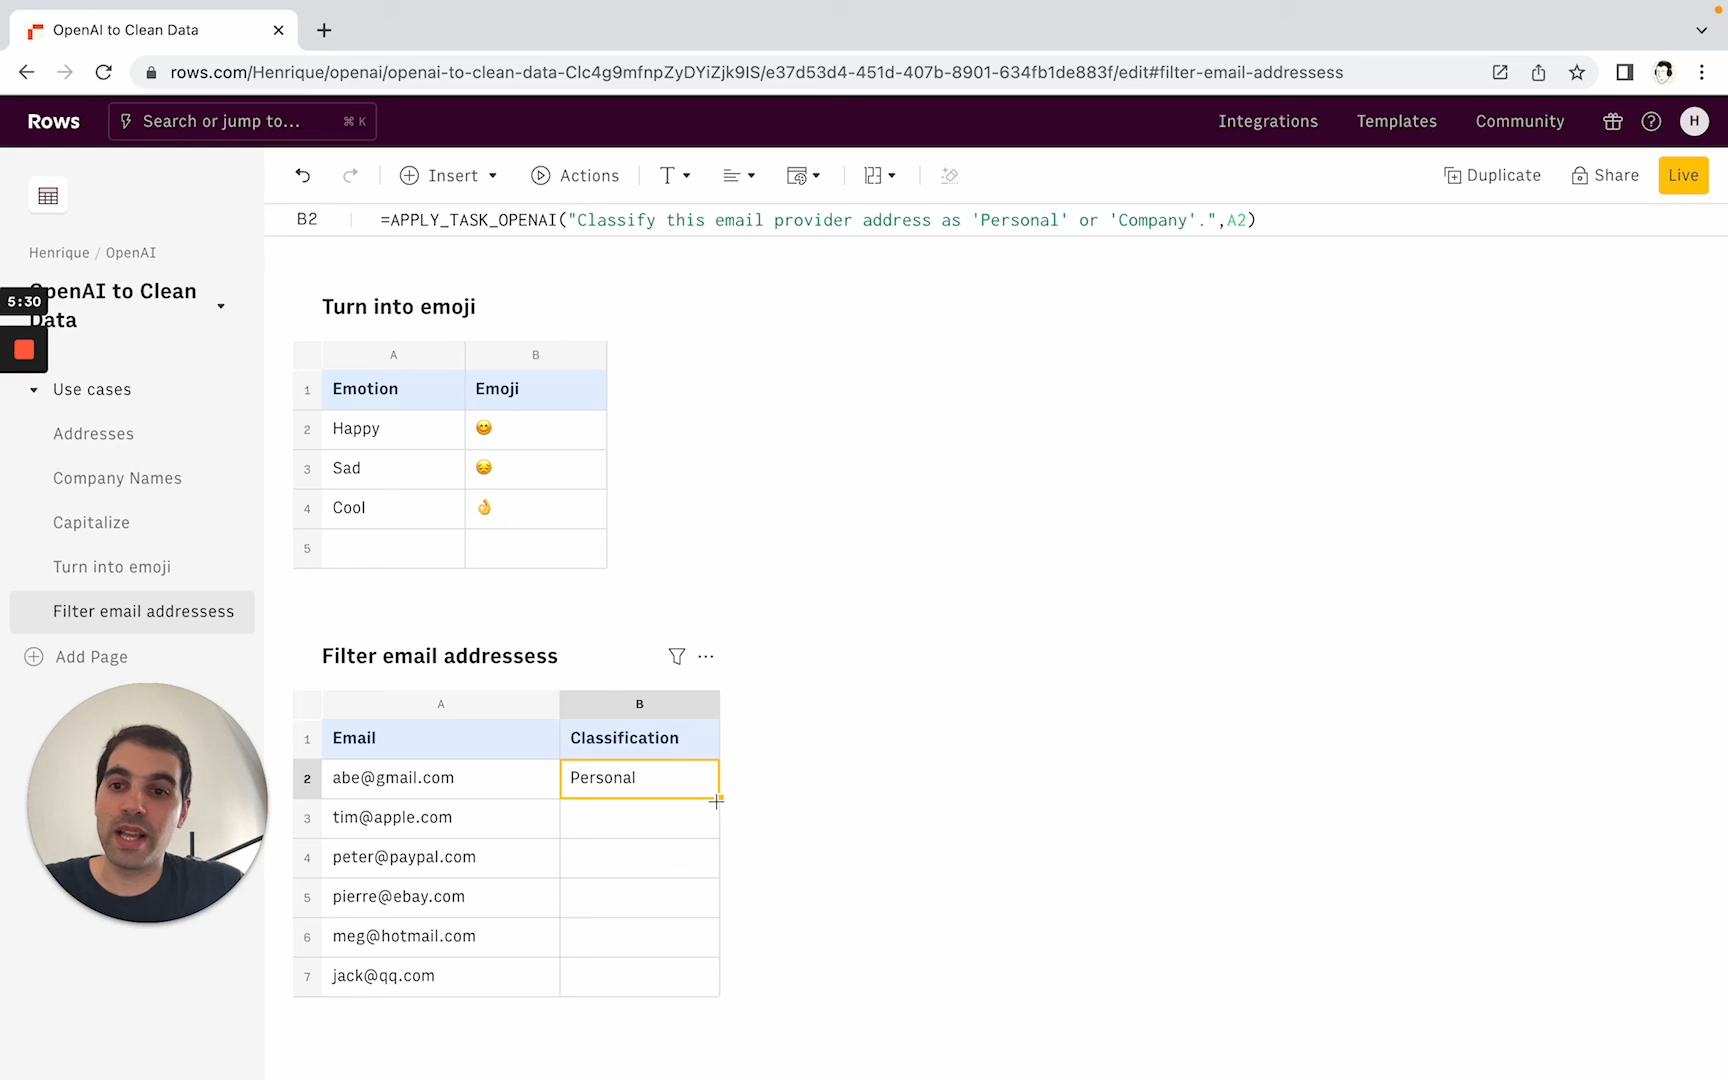 OpenAI to Clean Data
rows.com/Henrique/openai/openai-to-clean-data-Clc4g9mfnpZyDYiZjk9IS/e37d53d4-451d-407b-8901-634fb1de883f/edit#filter-email-addressess
Rows
Search or jump to...
⌘ K
Integrations
Templates
Community
H
Insert
Actions
Duplicate
Share
Live
B2
=APPLY_TASK_OPENAI("Classify this email provider address as 'Personal' or 'Company'.",A2)
Henrique / OpenAI
OpenAI to Clean
Data
5:30
Use cases
Addresses
Company Names
Capitalize
Turn into emoji
Filter email addressess
Add Page
Turn into emoji
A B
1 Emotion Emoji
2 Happy 😊
3 Sad 😔
4 Cool 👌
5
Filter email addressess
A B
1 Email Classification
2 abe@gmail.com Personal
3 tim@apple.com
4 peter@paypal.com
5 pierre@ebay.com
6 meg@hotmail.com
7 jack@qq.com